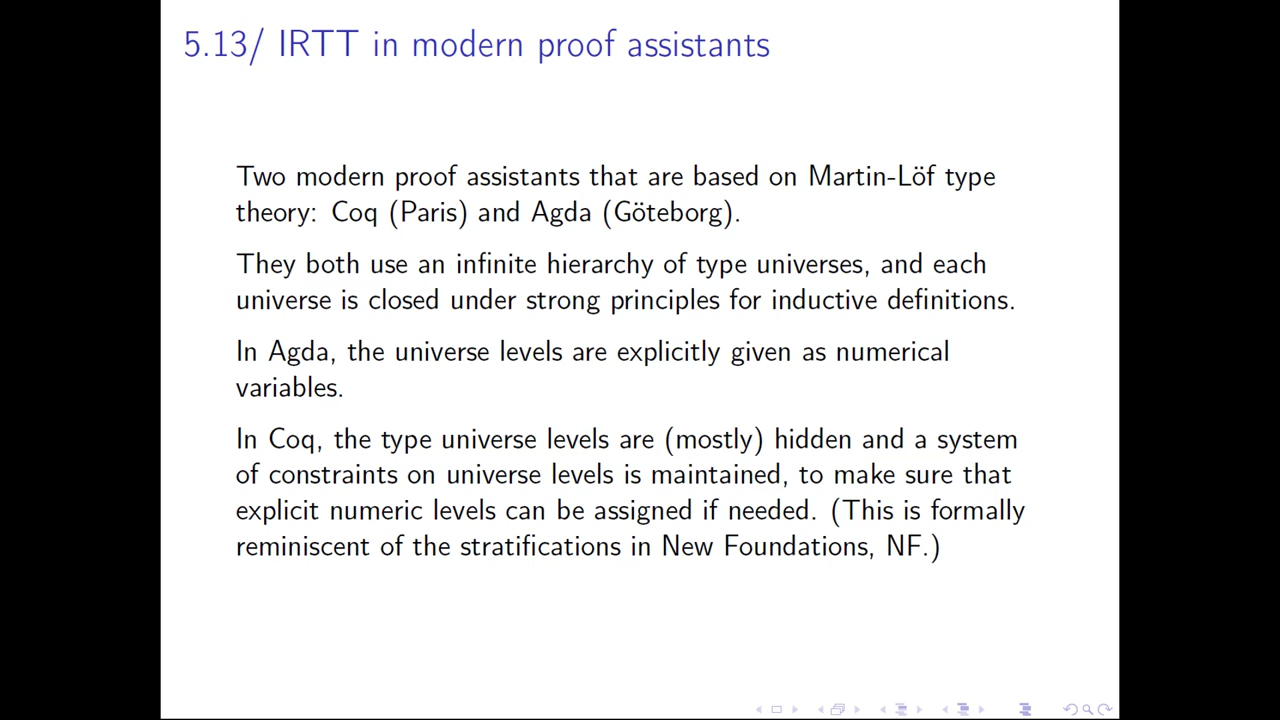 5.13/ IRTT in modern proof assistants
Two modern proof assistants that are based on Martin-Löf type
theory: Coq (Paris) and Agda (Göteborg).
They both use an infinite hierarchy of type universes, and each
universe is closed under strong principles for inductive definitions.
In Agda, the universe levels are explicitly given as numerical
variables.
In Coq, the type universe levels are (mostly) hidden and a system
of constraints on universe levels is maintained, to make sure that
explicit numeric levels can be assigned if needed. (This is formally
reminiscent of the stratifications in New Foundations, NF.)